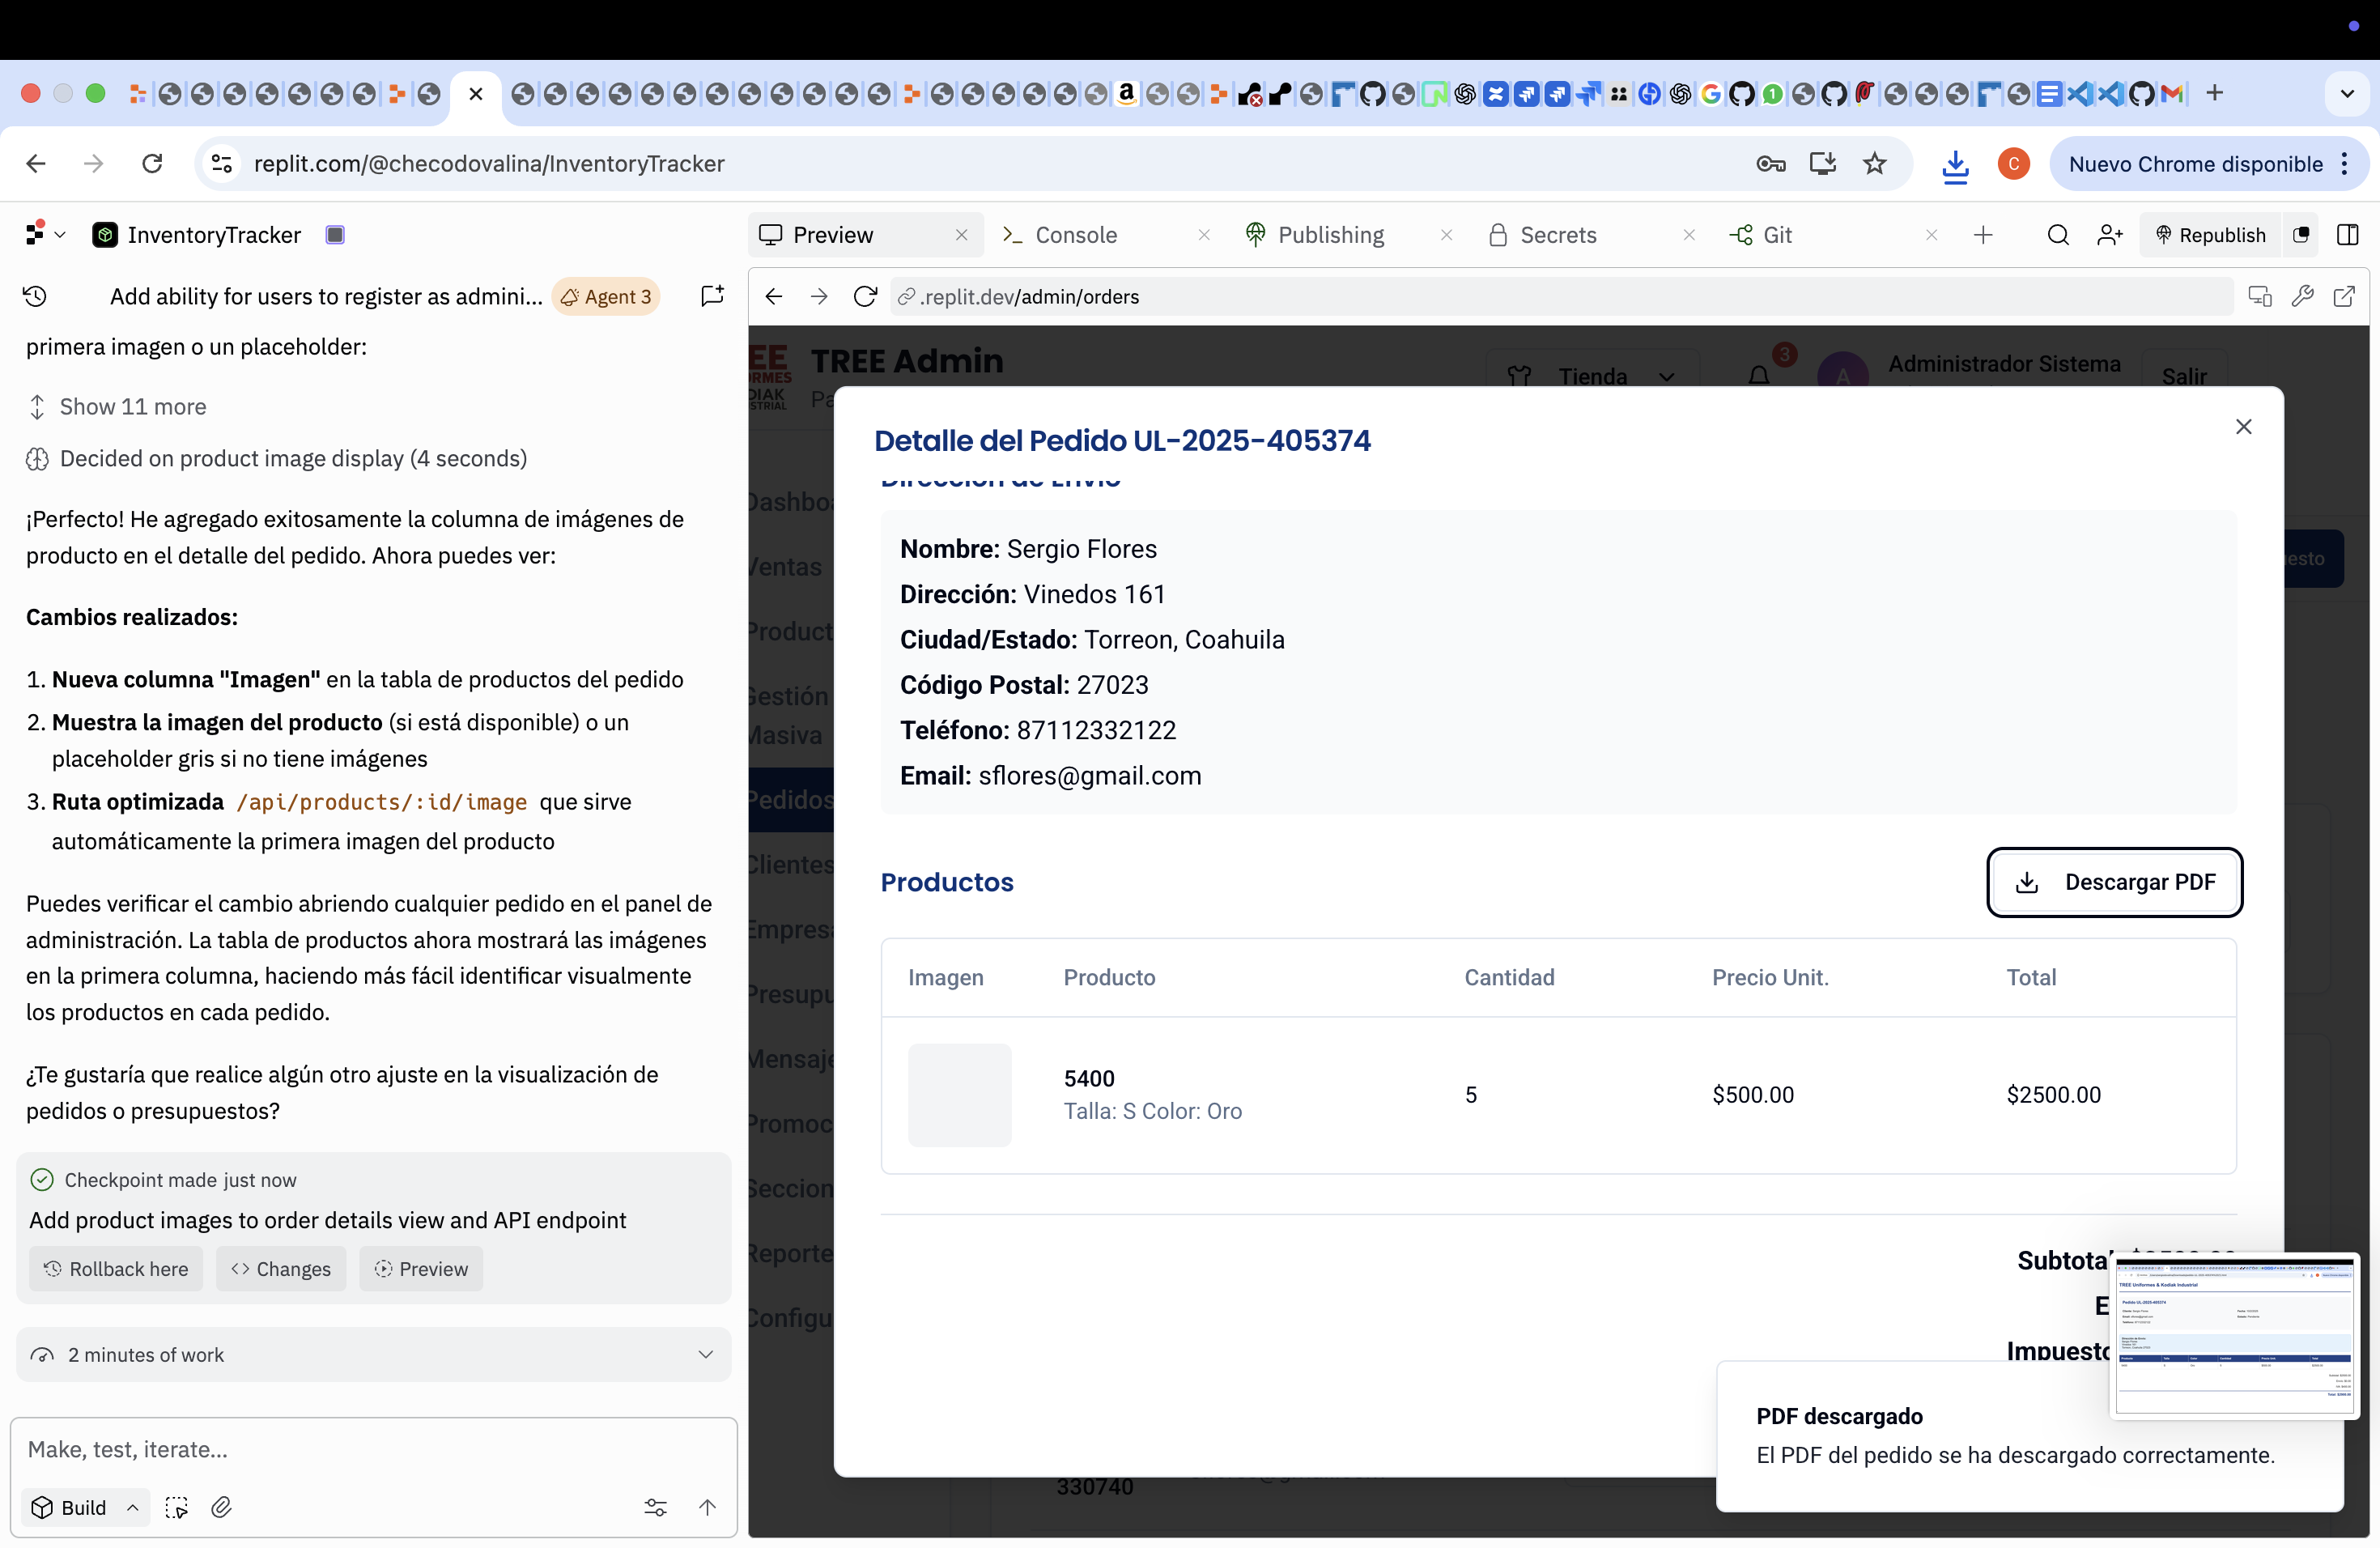 replit.com/@checodovalina/InventoryTracker
C
Nuevo Chrome disponible
InventoryTracker
Preview
Console
Publishing
Secrets
Git
Republish
Add ability for users to register as admini...
Agent 3
.replit.dev/admin/orders
primera imagen o un placeholder:
Show 11 more
Decided on product image display (4 seconds)
¡Perfecto! He agregado exitosamente la columna de imágenes de
producto en el detalle del pedido. Ahora puedes ver:
Cambios realizados:
1. Nueva columna "Imagen" en la tabla de productos del pedido
2. Muestra la imagen del producto (si está disponible) o un
placeholder gris si no tiene imágenes
3. Ruta optimizada /api/products/:id/image que sirve
automáticamente la primera imagen del producto
Puedes verificar el cambio abriendo cualquier pedido en el panel de
administración. La tabla de productos ahora mostrará las imágenes
en la primera columna, haciendo más fácil identificar visualmente
los productos en cada pedido.
¿Te gustaría que realice algún otro ajuste en la visualización de
pedidos o presupuestos?
Checkpoint made just now
Add product images to order details view and API endpoint
Rollback here
Changes
Preview
2 minutes of work
Make, test, iterate...
Build
TREE Admin
Tienda
3
A
Administrador Sistema
Salir
Ventas
Gestión
Masiva
Pedidos
Clientes
Detalle del Pedido UL-2025-405374
Dirección de Envío
Nombre: Sergio Flores
Dirección: Vinedos 161
Ciudad/Estado: Torreon, Coahuila
Código Postal: 27023
Teléfono: 87112332122
Email: sflores@gmail.com
Productos
Descargar PDF
Imagen
Producto
Cantidad
Precio Unit.
Total
5400
Talla: S Color: Oro
5
$500.00
$2500.00
Subtotal
Impuesto
TREE Uniformes & Kodiak Industrial
Pedido UL-2025-405374
PDF descargado
El PDF del pedido se ha descargado correctamente.
330740